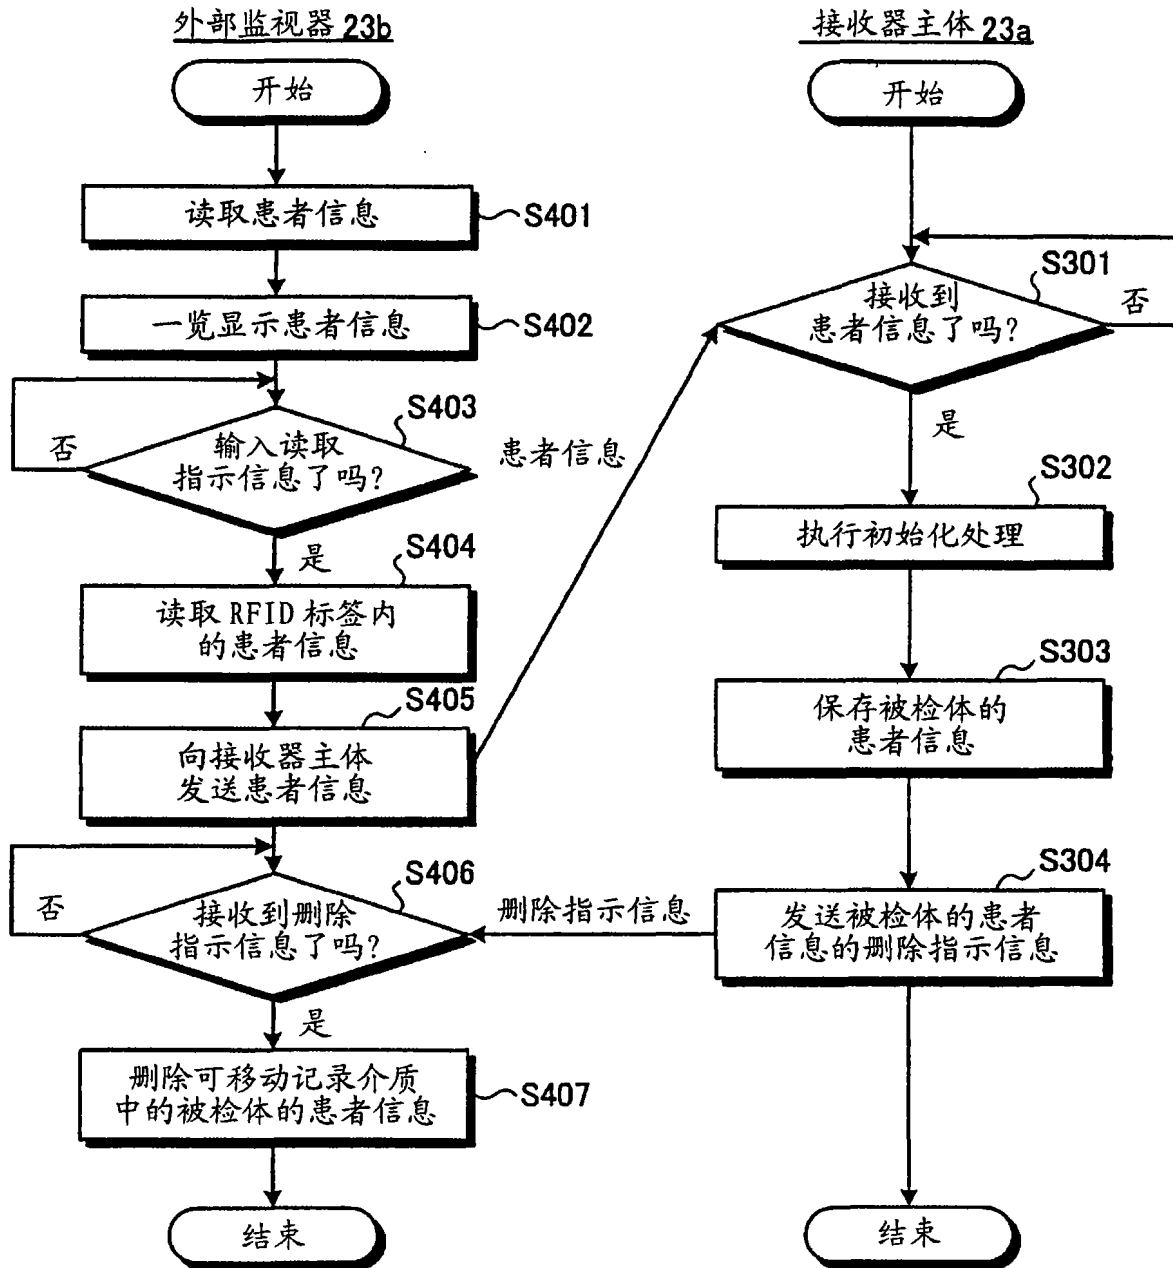 外部监视器 23b
开始
读取患者信息
S401
一览显示患者信息
S402
S403
输入读取
指示信息了吗?
否
是
S404
读取 RFID 标签内
的患者信息
S405
向接收器主体
发送患者信息
患者信息
S406
接收到删除
指示信息了吗?
否
是
删除可移动记录介质
中的被检体的患者信息
S407
结束
接收器主体 23a
开始
S301
接收到
患者信息了吗?
否
是
S302
执行初始化处理
S303
保存被检体的
患者信息
S304
发送被检体的患者
信息的删除指示信息
删除指示信息
结束